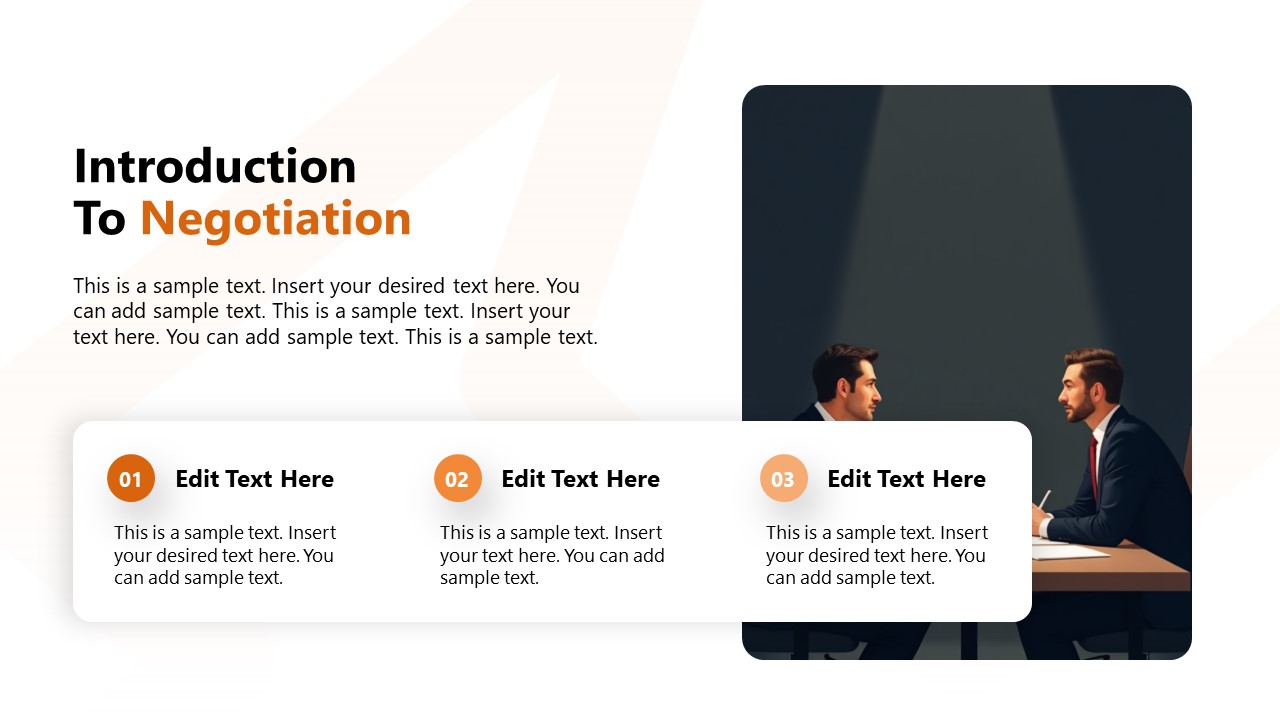 Introduction
To Negotiation
This is a sample text. Insert your desired text here. You
can add sample text. This is a sample text. Insert your
text here. You can add sample text. This is a sample text.
01 Edit Text Here
This is a sample text. Insert
your desired text here. You
can add sample text.
02 Edit Text Here
This is a sample text. Insert
your text here. You can add
sample text.
03 Edit Text Here
This is a sample text. Insert
your desired text here. You
can add sample text.